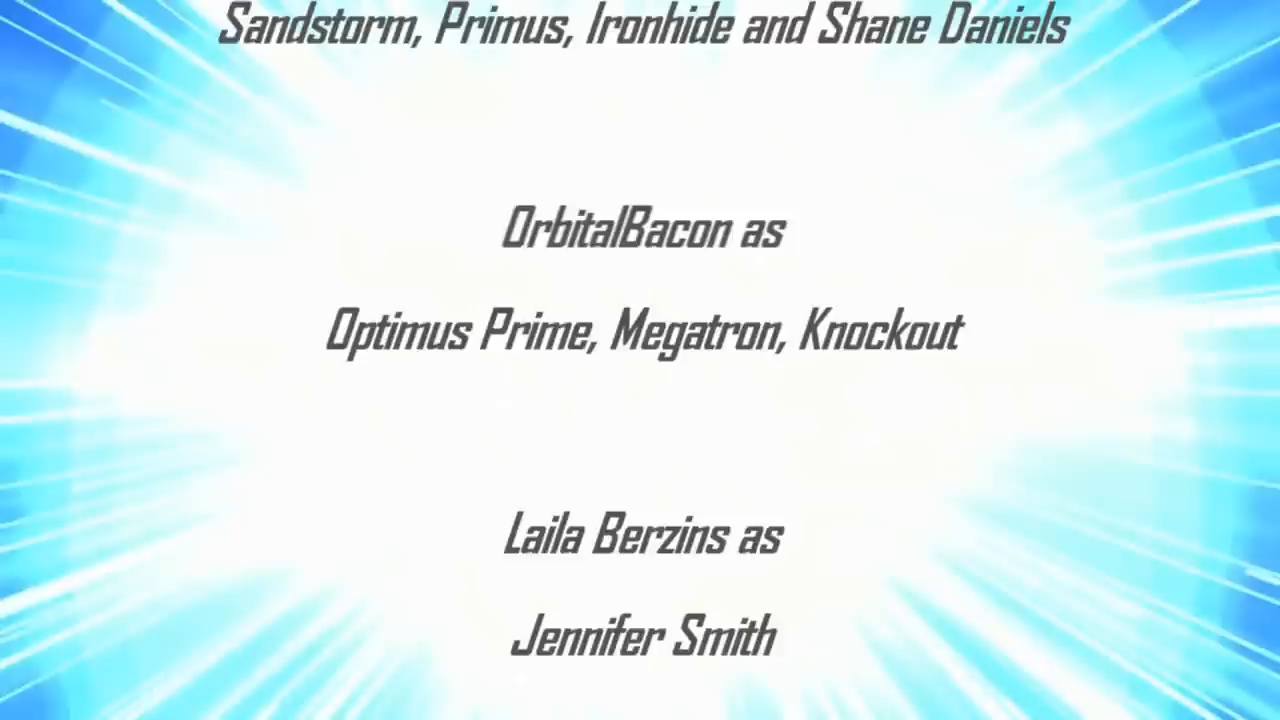 Sandstorm, Primus, Ironhide and Shane Daniels
OrbitalBacon as
Optimus Prime, Megatron, Knockout
Laila Berzins as
Jennifer Smith